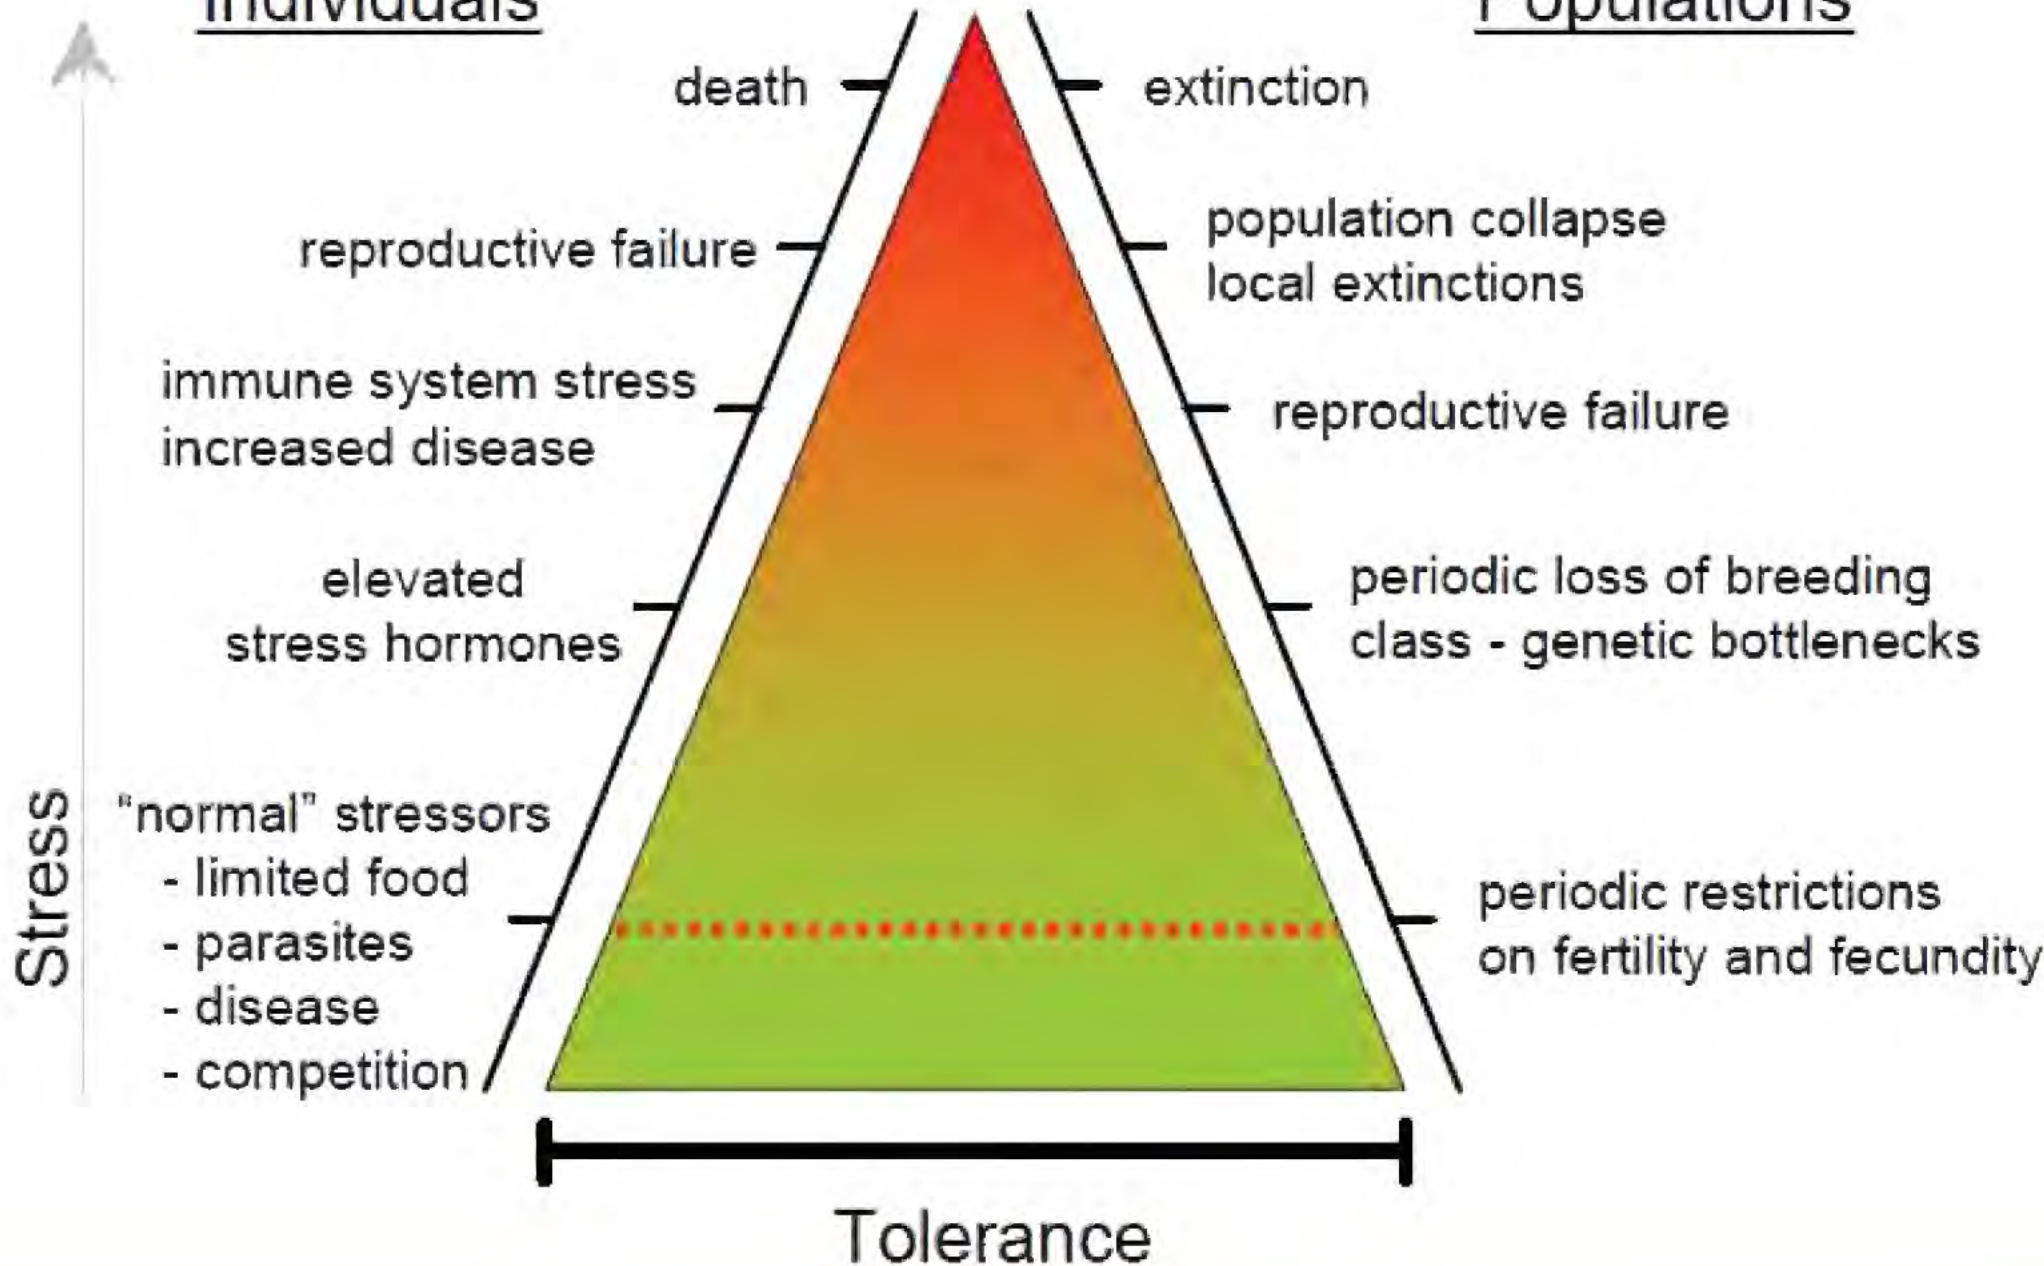 Individuals
Populations
death
extinction
reproductive failure
population collapse
local extinctions
immune system stress
increased disease
reproductive failure
elevated
stress hormones
periodic loss of breeding
class - genetic bottlenecks
Stress
"normal" stressors
- limited food
- parasites
- disease
- competition
periodic restrictions
on fertility and fecundity
Tolerance